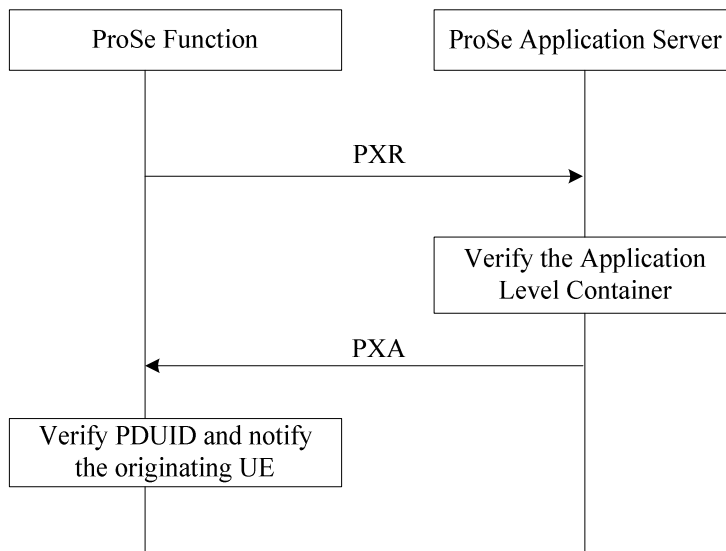 ProSe Function
ProSe Application Server
PXR
Verify the Application
Level Container
PXA
Verify PDUID and notify
the originating UE